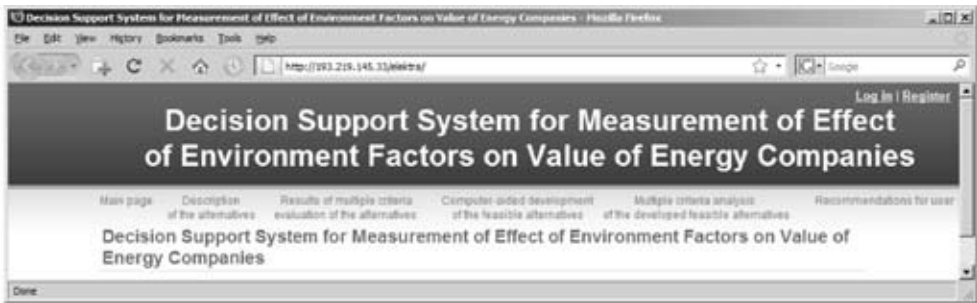 Decision Support System for Measurement of Effect of Environment Factors on Value of Energy Companies - Mozilla Firefox
File Edit View History Bookmarks Tools Help
http://193.219.145.33/elektra/
Google
Log in | Register
Decision Support System for Measurement of Effect
of Environment Factors on Value of Energy Companies
Main page Description Results of multiple criteria Computer-aided development Multiple criteria analysis Recommendations for user
of the alternatives evaluation of the alternatives of the feasible alternatives of the developed feasible alternatives
Decision Support System for Measurement of Effect of Environment Factors on Value of
Energy Companies
Done